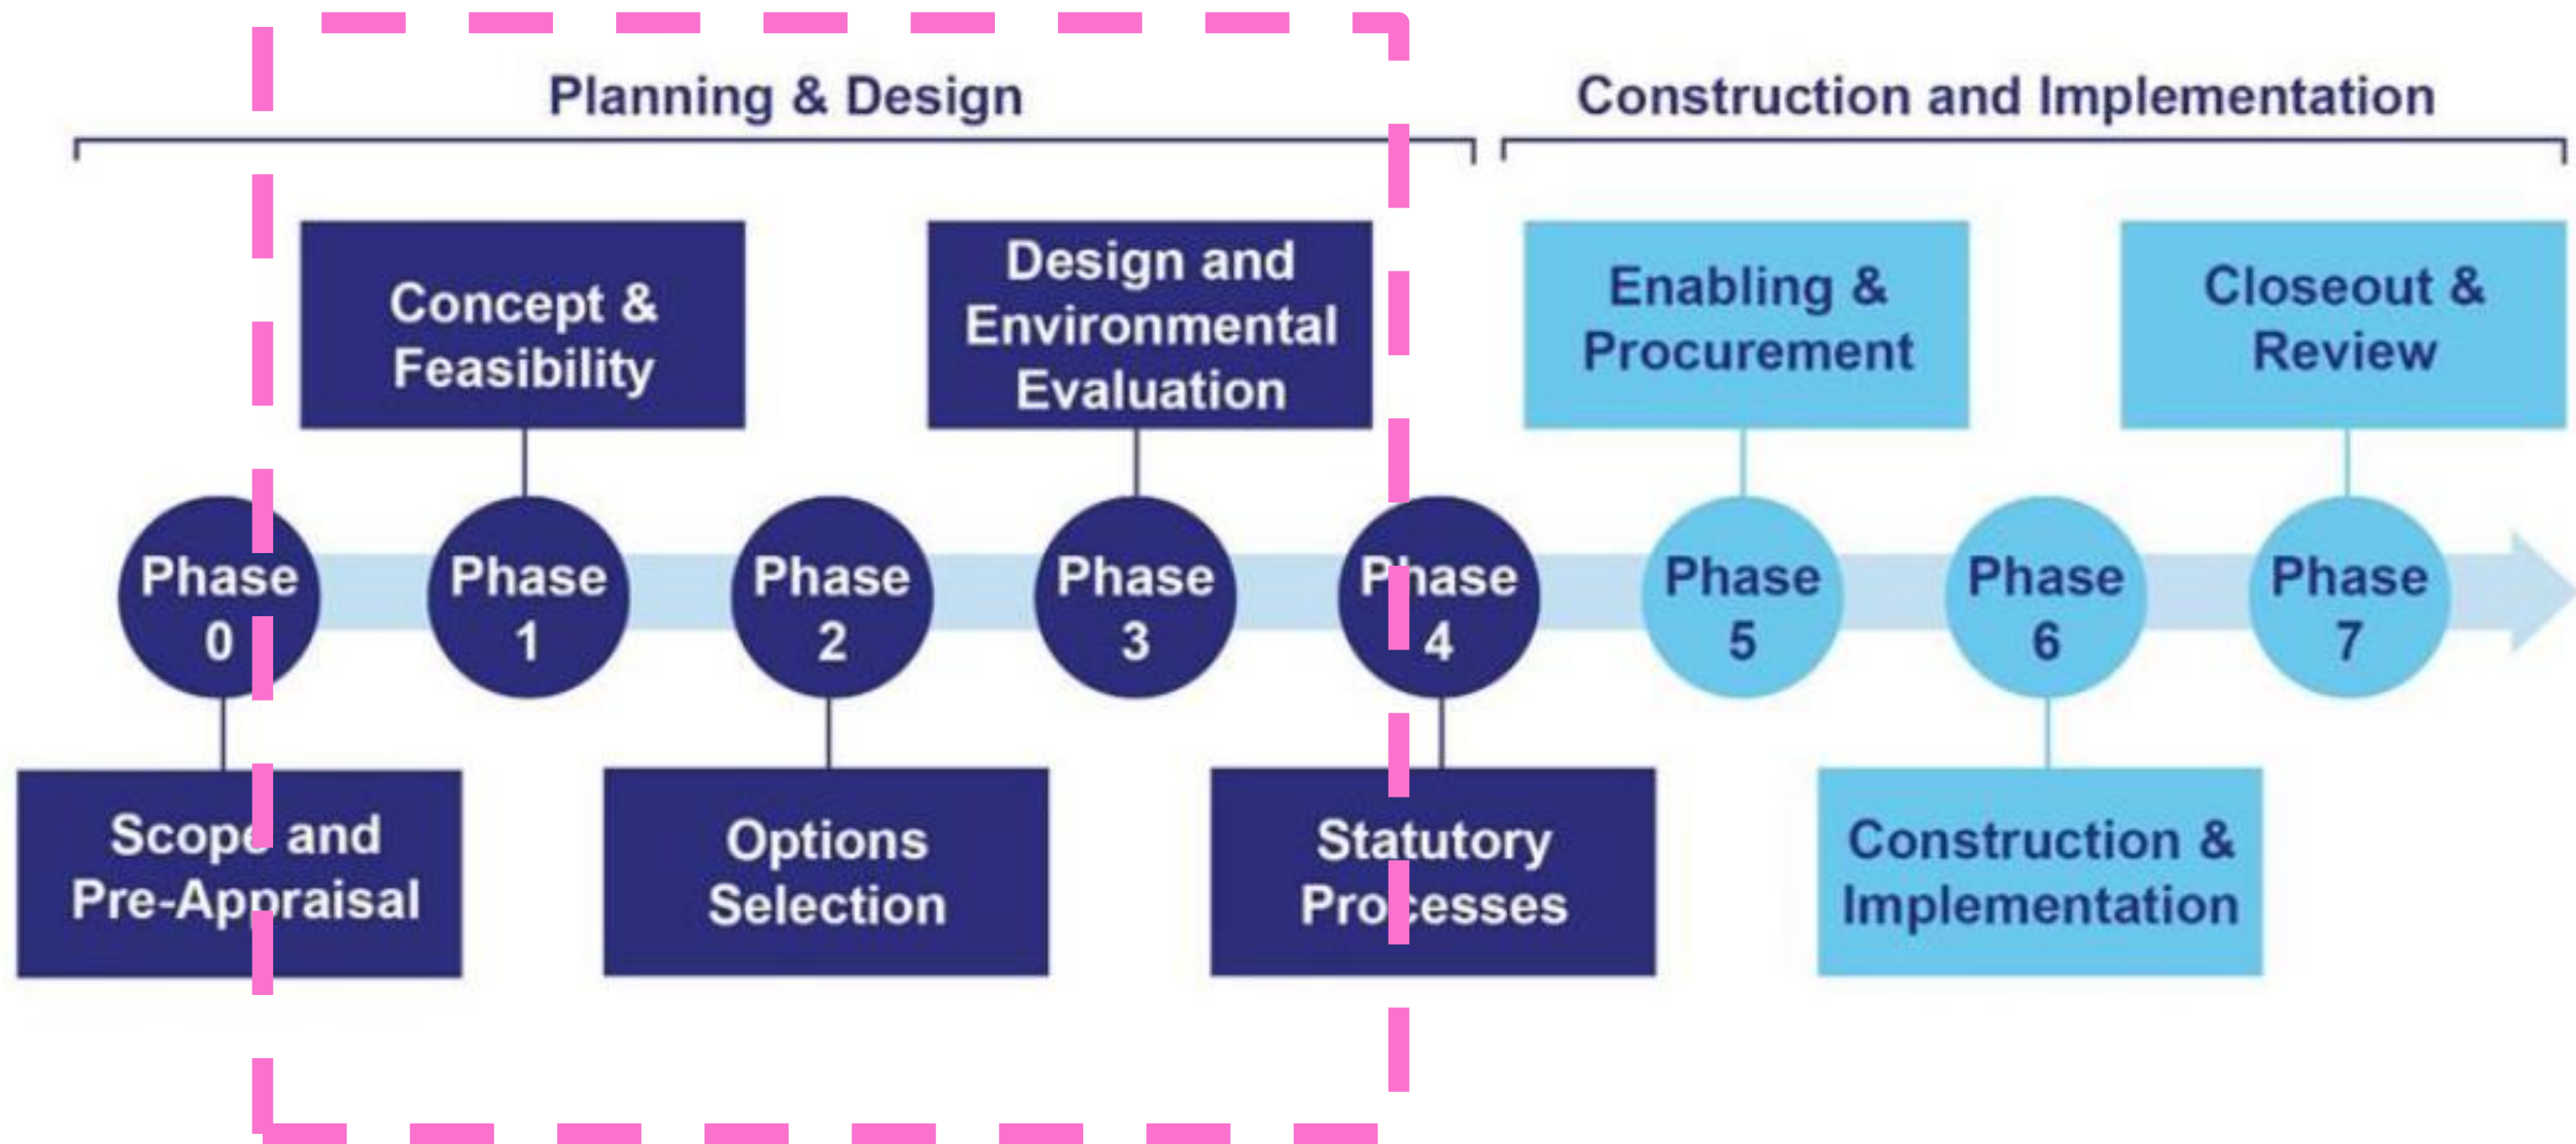 Planning & Design
Construction and Implementation
Concept &
Feasibility
Design and
Environmental
Evaluation
Enabling &
Procurement
Closeout &
Review
Phase
0
Phase
1
Phase
2
Phase
3
Phase
4
Phase
5
Phase
6
Phase
7
Scope and
Pre-Appraisal
Options
Selection
Statutory
Processes
Construction &
Implementation